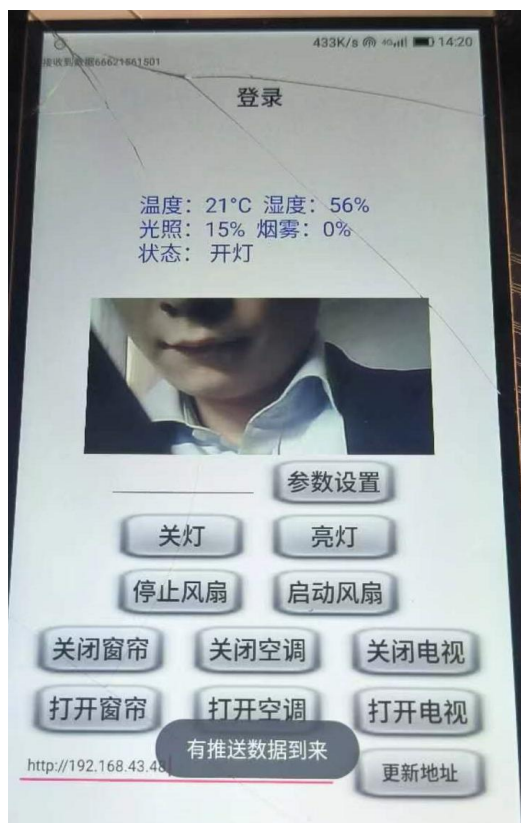 433K/s 4G 14:20
接收到数据66621561501
登录
温度：21°C 湿度：56%
光照：15% 烟雾：0%
状态： 开灯
参数设置
关灯 亮灯
停止风扇 启动风扇
关闭窗帘 关闭空调 关闭电视
打开窗帘 打开空调 打开电视
有推送数据到来
http://192.168.43.48
更新地址